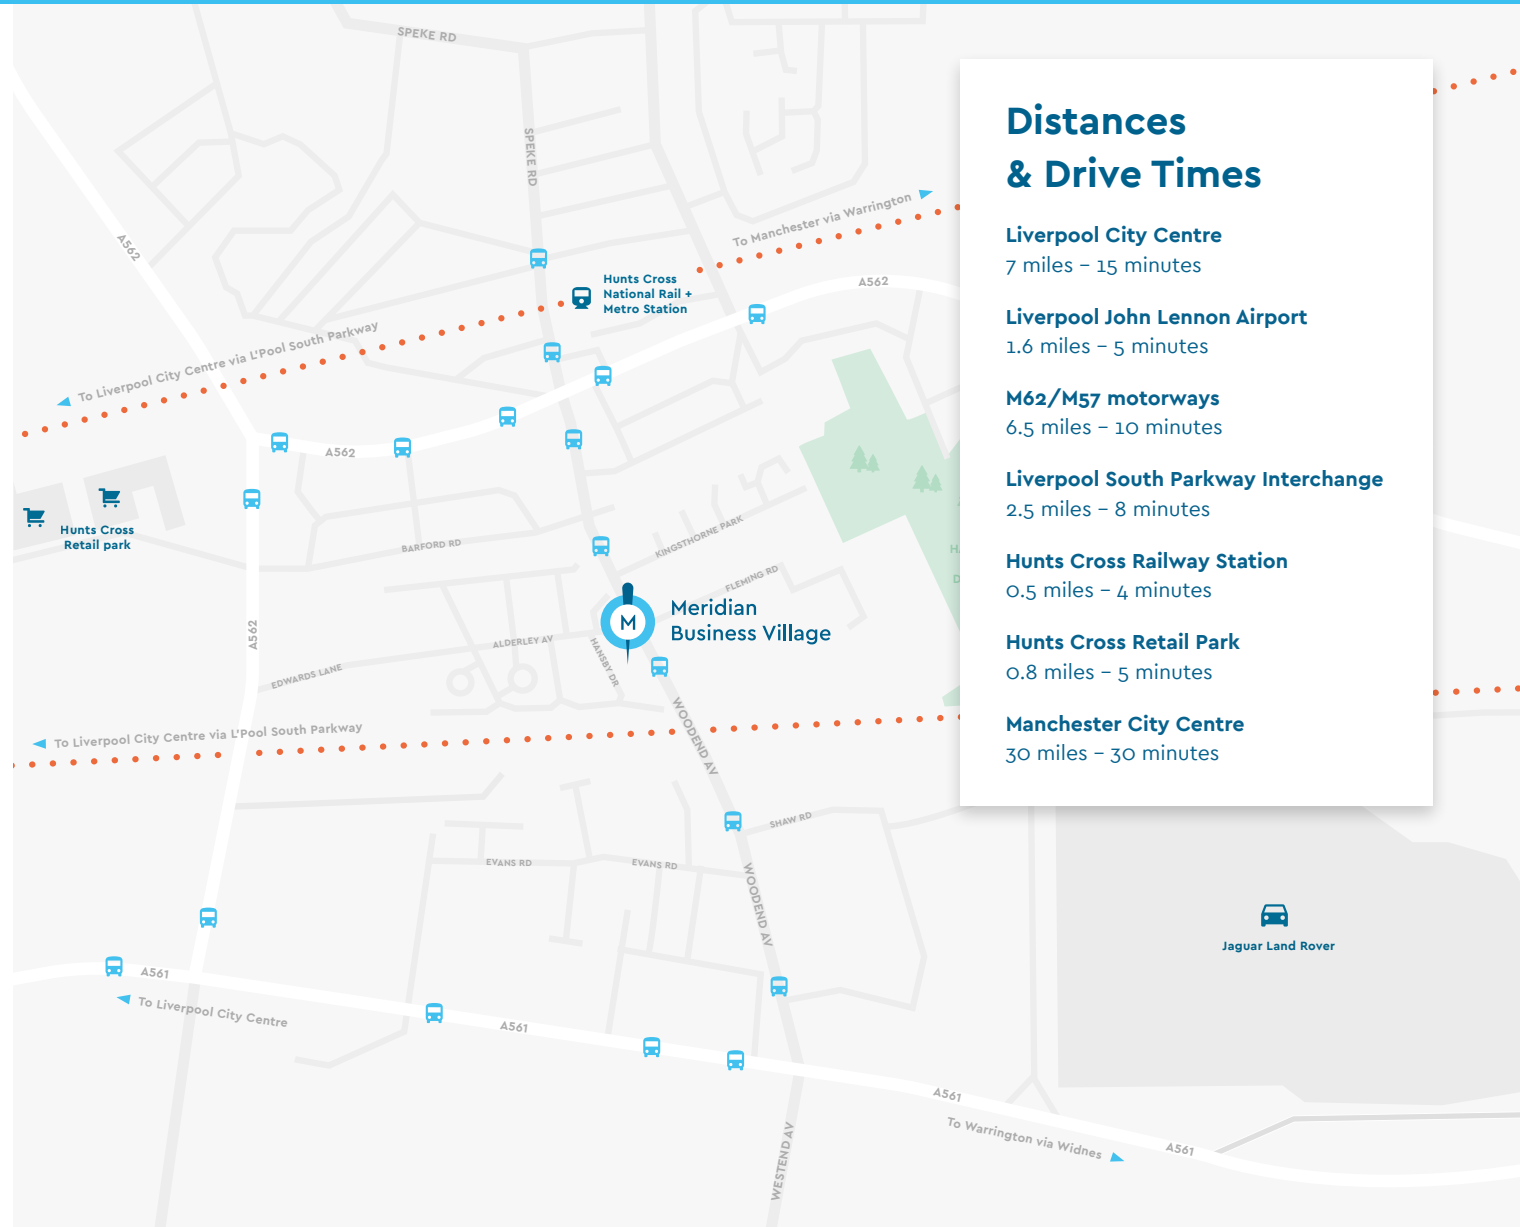 SPEKE RD
SPEKE RD
Distances
& Drive Times
Liverpool City Centre
7 miles – 15 minutes
Liverpool John Lennon Airport
1.6 miles – 5 minutes
M62/M57 motorways
6.5 miles – 10 minutes
Liverpool South Parkway Interchange
2.5 miles – 8 minutes
Hunts Cross Railway Station
0.5 miles – 4 minutes
Hunts Cross Retail Park
0.8 miles – 5 minutes
Manchester City Centre
30 miles – 30 minutes
To Manchester via Warrington
A562
Hunts Cross
National Rail +
Metro Station
A562
To Liverpool City Centre via L'Pool South Parkway
A562
Hunts Cross
Retail park
BARFORD RD
KINGSTHORNE PARK
FLEMING RD
M
Meridian
Business Village
A562
ALDERLEY AV
HANSBY DR
EDWARDS LANE
To Liverpool City Centre via L'Pool South Parkway
WOODEND AV
SHAW RD
EVANS RD
EVANS RD
WOODEND AV
Jaguar Land Rover
A561
To Liverpool City Centre
A561
A561
To Warrington via Widnes
A561
WESTEND AV